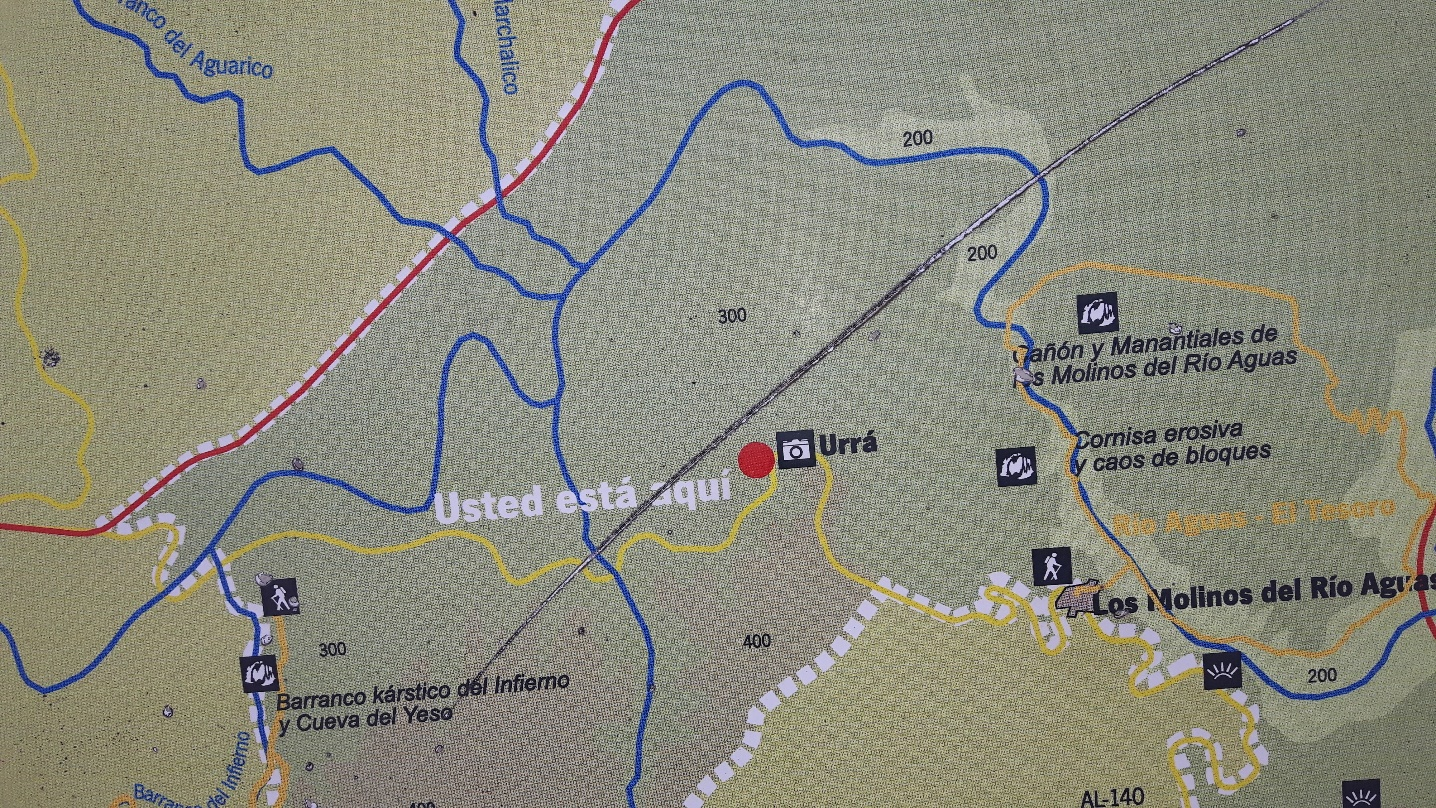 Barranco del Aguarico
Marchalico
200
200
300
Cañón y Manantiales de
los Molinos del Río Aguas
Urrá
Cornisa erosiva
y caos de bloques
Usted está aquí
Río Aguas - El Tesoro
Los Molinos del Río Aguas
300
400
200
Barranco kárstico del Infierno
y Cueva del Yeso
Barranco del Infierno
AL-140
400